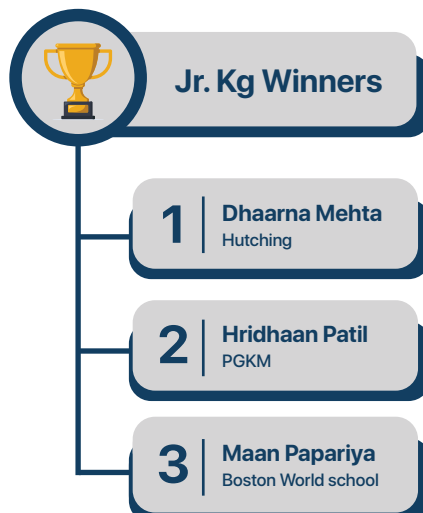 Jr. Kg Winners
1
Dhaarna Mehta
Hutching
2
Hridhaan Patil
PGKM
3
Maan Papariya
Boston World school